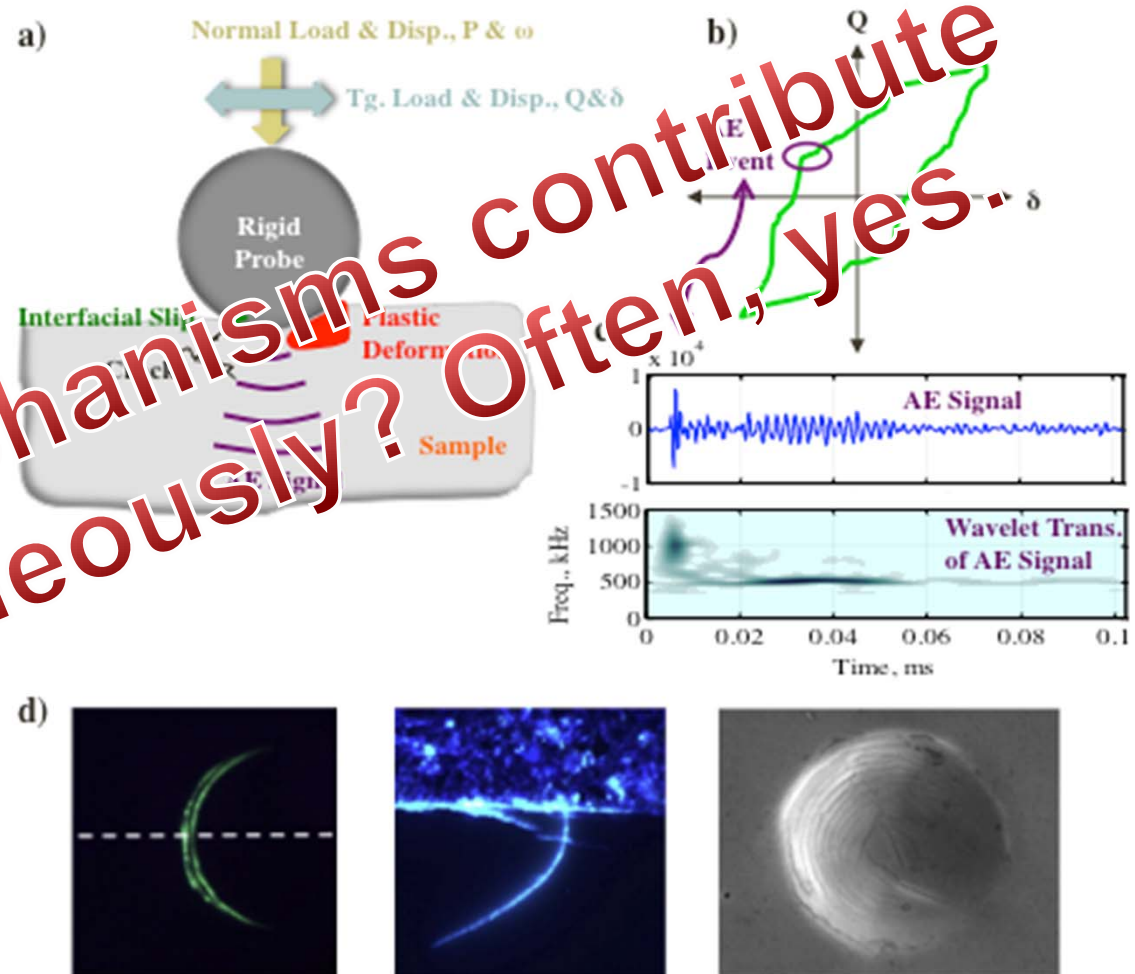 a)
Normal Load & Disp., P & ω
Tg. Load & Disp., Q&δ
Rigid
Probe
Interfacial Slip
Plastic
Deformation
Sample
b)
Q
AE
Event
δ
hanisms contribute
eously? Often, yes.
x 10⁴
1
0
-1
AE Signal
1500
1000
500
0
Freq., kHz
Wavelet Trans.
of AE Signal
0 0.02 0.04 0.06 0.08 0.1
Time, ms
d)